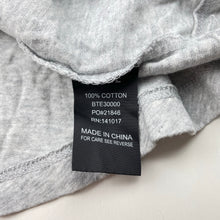 100% COTTON
BTE30000
PO#21846
RN:141017
MADE IN CHINA
FOR CARE SEE REVERSE